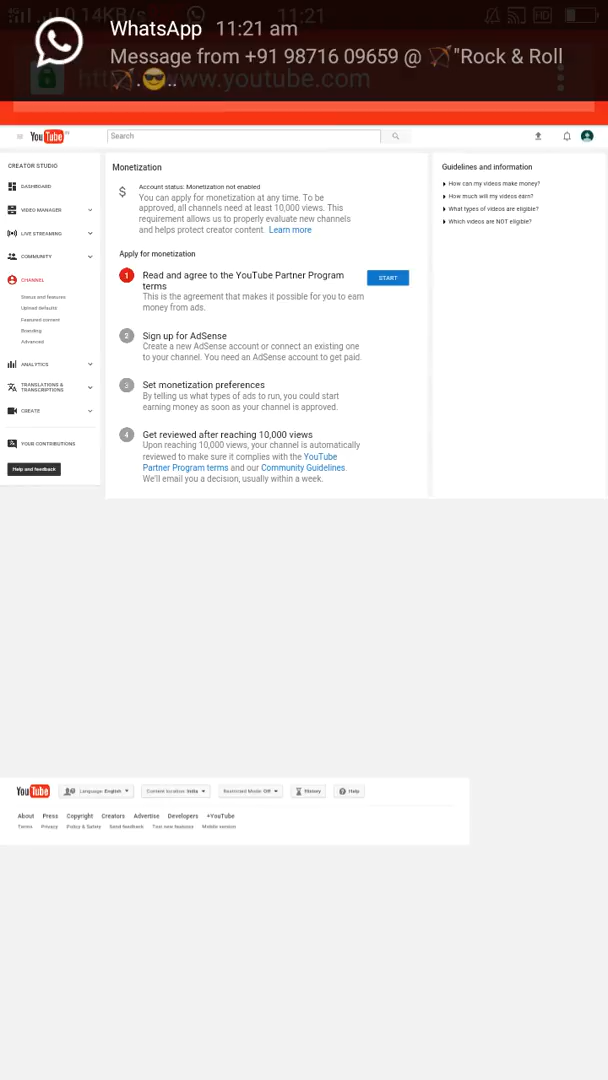 11:21
WhatsApp 11:21 am
Message from +91 98716 09659 @ 🏹"Rock & Roll
🏹.😎..
www.youtube.com
YouTube
Search
CREATOR STUDIO
DASHBOARD
VIDEO MANAGER
LIVE STREAMING
COMMUNITY
CHANNEL
Status and features
Upload defaults
Featured content
Branding
Advanced
ANALYTICS
TRANSLATIONS &
TRANSCRIPTIONS
CREATE
YOUR CONTRIBUTIONS
Help and feedback
Monetization
$
Account status: Monetization not enabled
You can apply for monetization at any time. To be
approved, all channels need at least 10,000 views. This
requirement allows us to properly evaluate new channels
and helps protect creator content. Learn more
Apply for monetization
1 Read and agree to the YouTube Partner Program
terms
START
This is the agreement that makes it possible for you to earn
money from ads.
2 Sign up for AdSense
Create a new AdSense account or connect an existing one
to your channel. You need an AdSense account to get paid.
3 Set monetization preferences
By telling us what types of ads to run, you could start
earning money as soon as your channel is approved.
4 Get reviewed after reaching 10,000 views
Upon reaching 10,000 views, your channel is automatically
reviewed to make sure it complies with the YouTube
Partner Program terms and our Community Guidelines.
We'll email you a decision, usually within a week.
Guidelines and information
How can my videos make money?
How much will my videos earn?
What types of videos are eligible?
Which videos are NOT eligible?
YouTube
Language: English
Content location: India
Restricted Mode: Off
History
Help
About Press Copyright Creators Advertise Developers +YouTube
Terms Privacy Policy & Safety Send feedback Test new features Mobile version